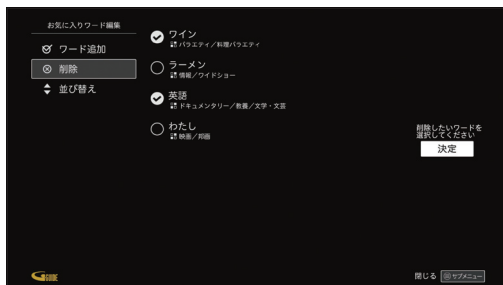 お気に入りワード編集
ワード追加
削除
並び替え
ワイン
バラエティ/料理バラエティ
ラーメン
情報/ワイドショー
英語
ドキュメンタリー/教養/文学・文芸
わたし
映画/邦画
削除したいワードを
選択してください
決定
G GUIDE
閉じる サブメニュー